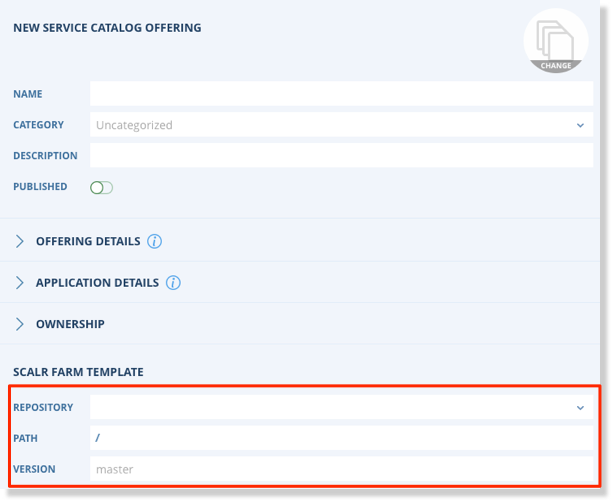 NEW SERVICE CATALOG OFFERING
CHANGE
NAME
CATEGORY Uncategorized
DESCRIPTION
PUBLISHED
OFFERING DETAILS i
APPLICATION DETAILS i
OWNERSHIP
SCALR FARM TEMPLATE
REPOSITORY
PATH /
VERSION master